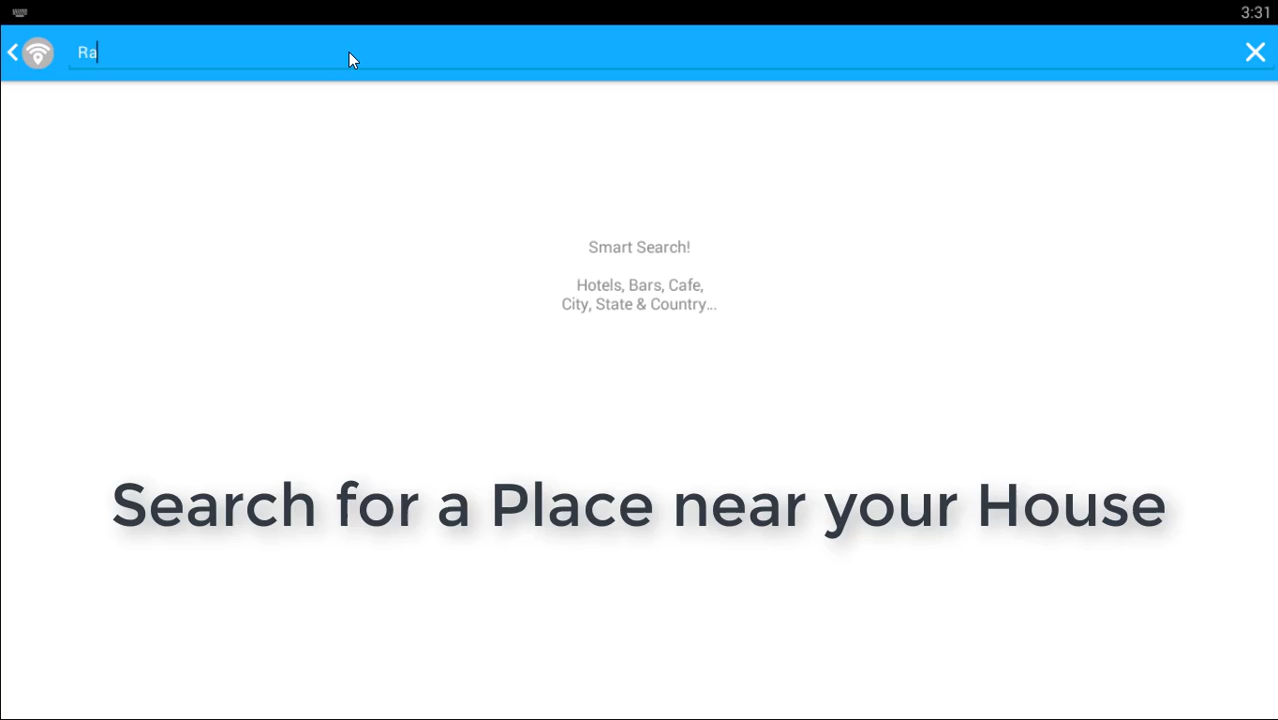 3:31
Ra
Smart Search!
Hotels, Bars, Cafe,
City, State & Country...
Search for a Place near your House